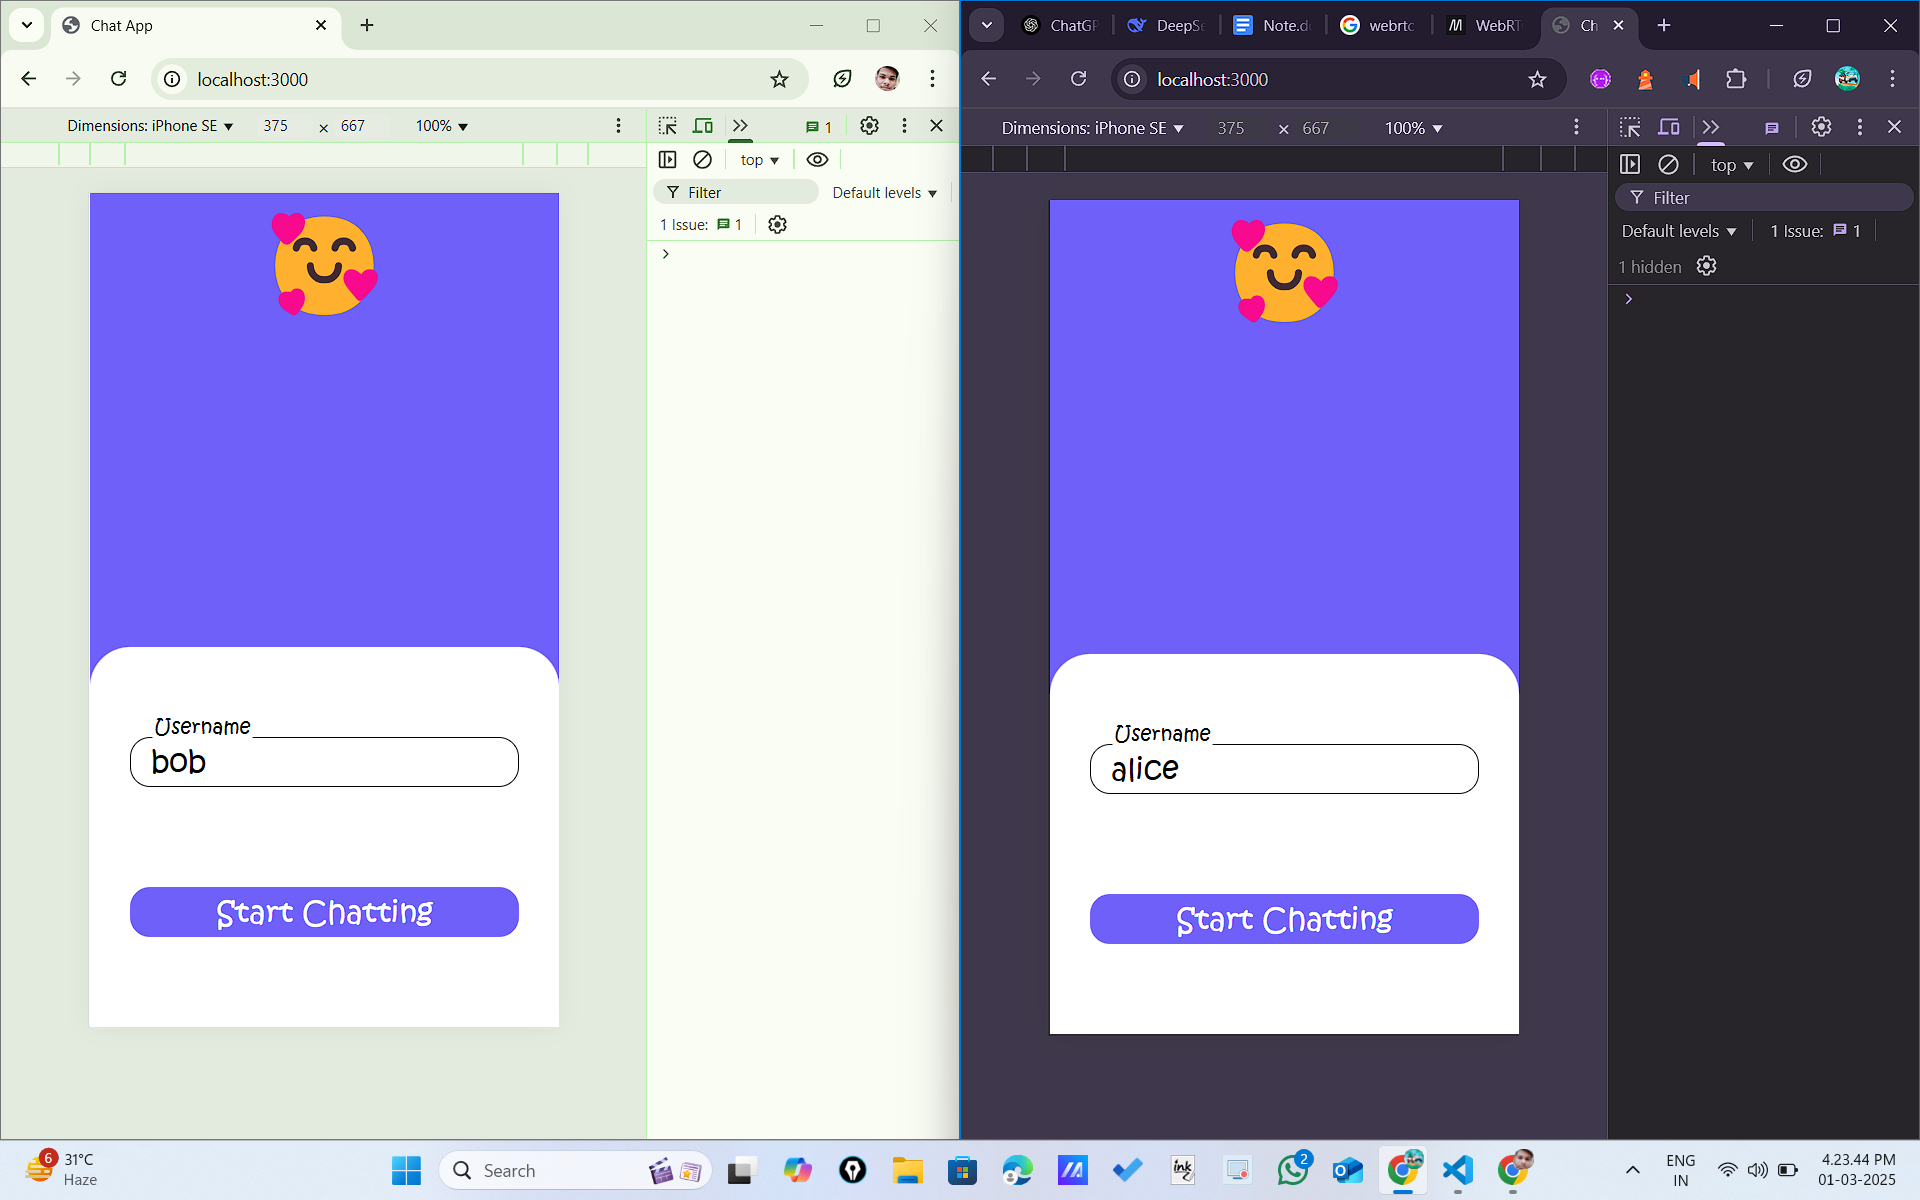 Chat App
localhost:3000
Dimensions: iPhone SE 375 × 667 100%
1
top
Filter Default levels
1 Issue: 1
Username
bob
Start Chatting
ChatGP DeepSe Note.d webrtc WebRT Ch
localhost:3000
Dimensions: iPhone SE 375 × 667 100%
top
Filter
Default levels 1 Issue: 1
1 hidden
Username
alice
Start Chatting
6 31°C
Haze
Search
ink
2
ENG
IN
4.23.44 PM
01-03-2025